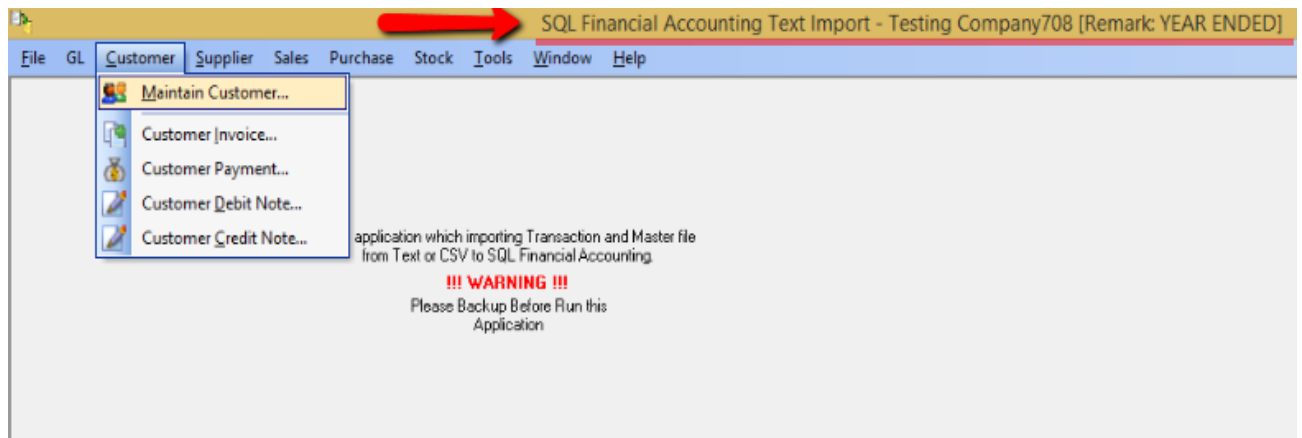 SQL Financial Accounting Text Import - Testing Company708 [Remark: YEAR ENDED]
File GL Customer Supplier Sales Purchase Stock Tools Window Help
Maintain Customer...
Customer Invoice...
Customer Payment...
Customer Debit Note...
Customer Credit Note...
application which importing Transaction and Master file
from Text or CSV to SQL Financial Accounting.
!!! WARNING !!!
Please Backup Before Run this
Application